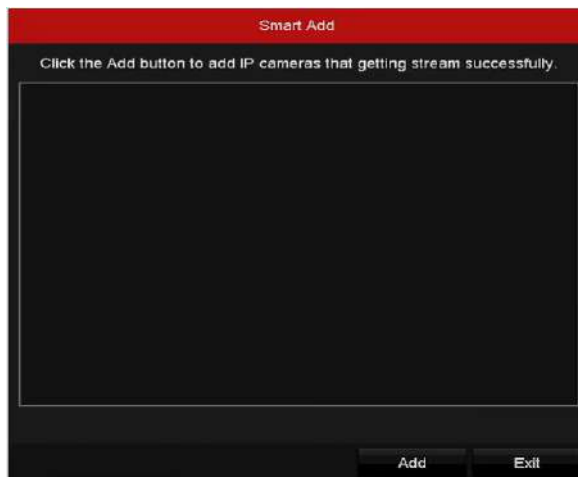 Smart Add
Click the Add button to add IP cameras that getting stream successfully.
Add
Exit